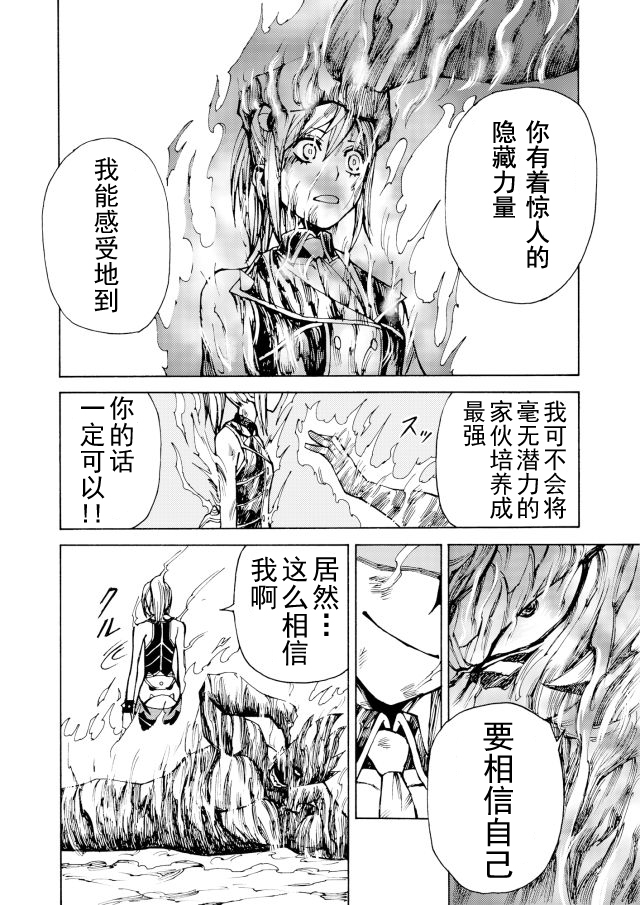 你有着惊人的
隐藏力量
我能感受地到
我可不会将
毫无潜力的
家伙培养成
最强
スッ
你的话
一定可以!!
要相信自己
居然…
这么相信
我啊
クルッ